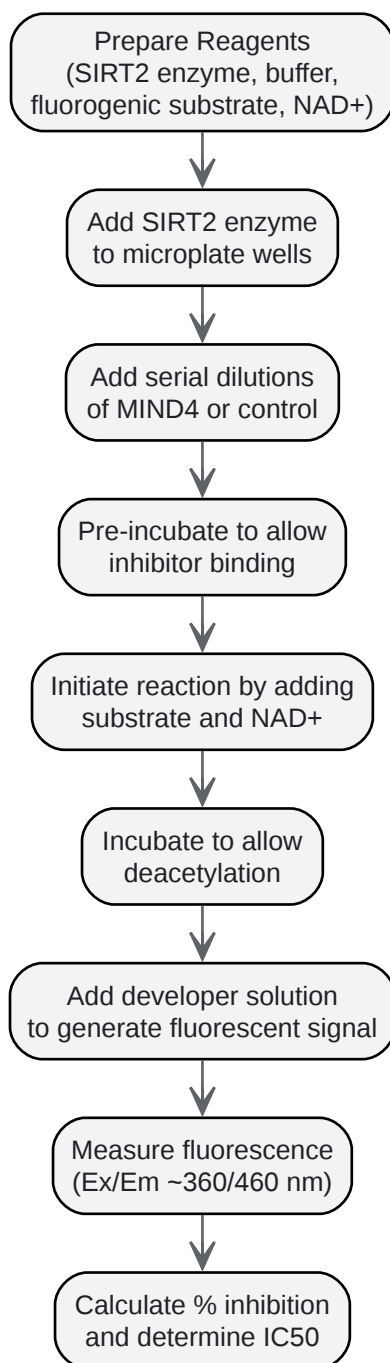 Prepare Reagents
(SIRT2 enzyme, buffer,
fluorogenic substrate, NAD+)
Add SIRT2 enzyme
to microplate wells
Add serial dilutions
of MIND4 or control
Pre-incubate to allow
inhibitor binding
Initiate reaction by adding
substrate and NAD+
Incubate to allow
deacetylation
Add developer solution
to generate fluorescent signal
Measure fluorescence
(Ex/Em ~360/460 nm)
Calculate % inhibition
and determine IC50